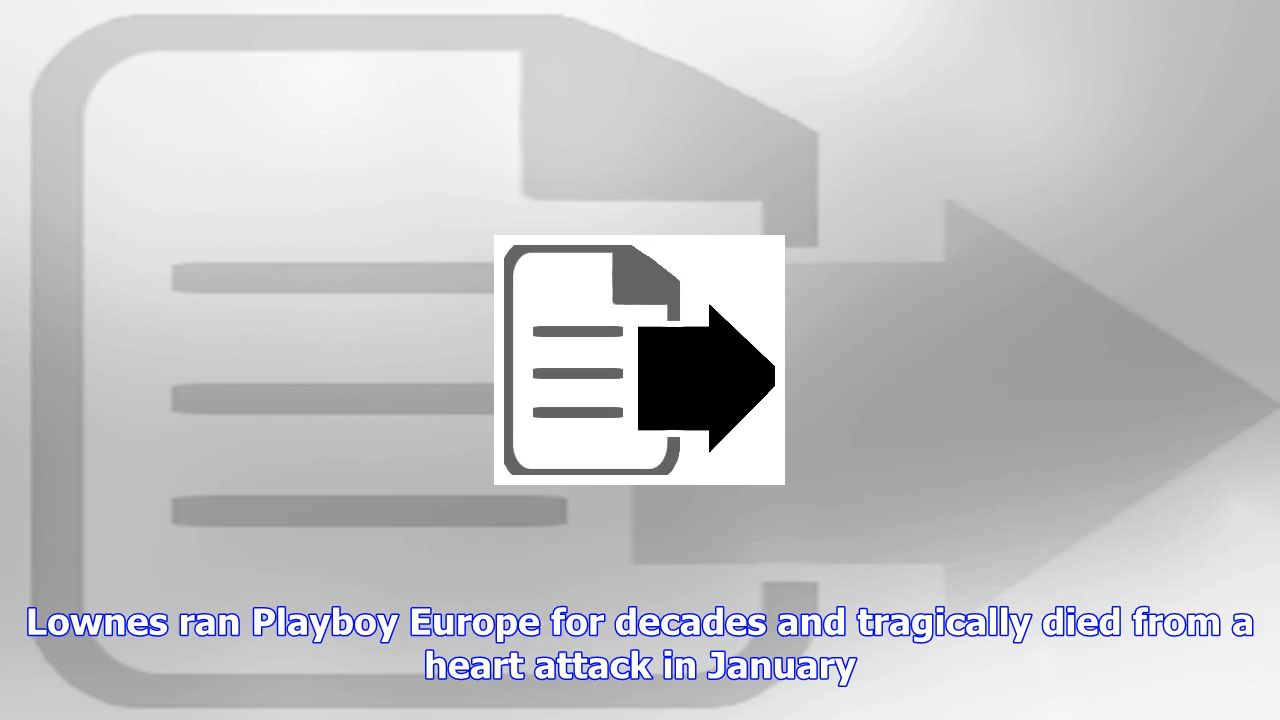 Lownes ran Playboy Europe for decades and tragically died from a
heart attack in January